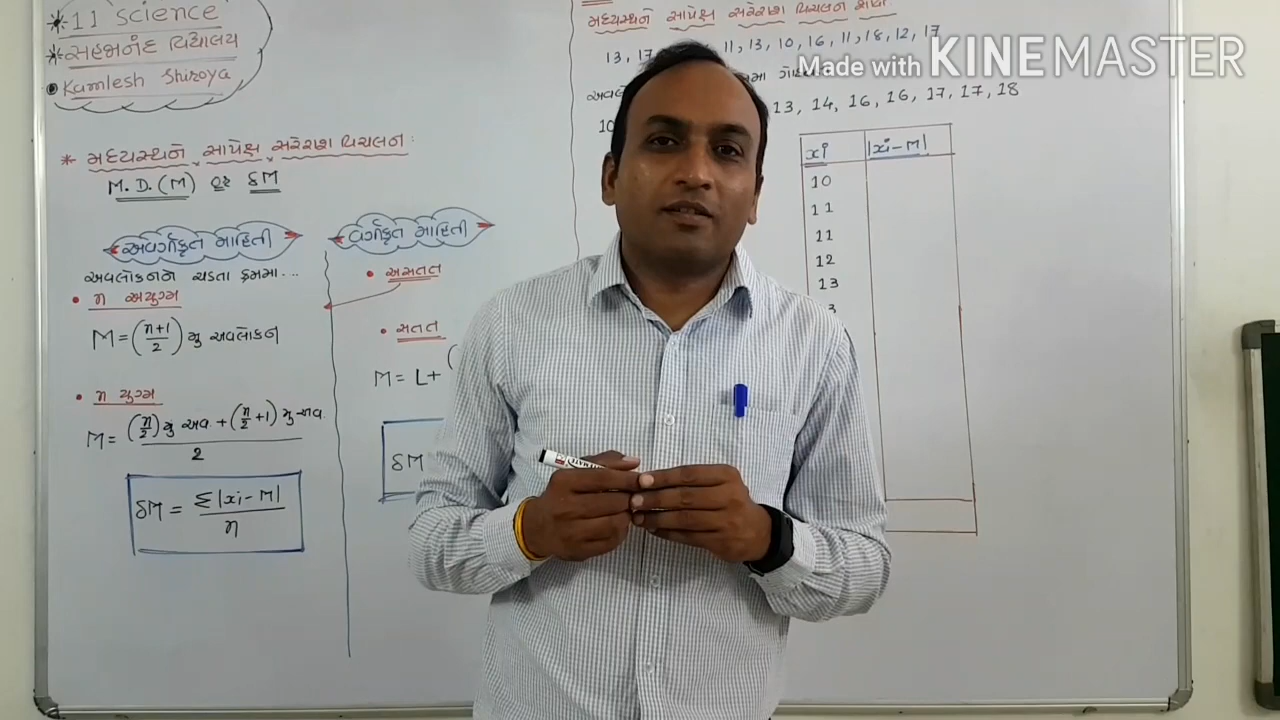 * 11 Science
* સહજાનંદ વિદ્યાલય
• Kamlesh Shiroya
* મધ્યસ્થને સાપેક્ષ સરેરાશ વિચલન :
M. D. (M) or δM
અવર્ગીકૃત માહિતી
અવલોકનને ચડતા ક્રમમા...
• n અયુગ્મ
M = (n+1/2) મુ અવલોકન
• n યુગ્મ
M = (n/2)મું અવ. + (n/2 +1) મુ અવ. / 2
δM = Σ|xi - M| / n
વર્ગીકૃત માહિતી
• અસતત
• સતત
M = L+ (
δM
મધ્યસ્થને સાપેક્ષ સરેરાશ વિચલન શોધો
13, 17 11, 13, 10, 16, 11, 18, 12, 17
10 13, 14, 16, 16, 17, 17, 18
xi |xi - M|
10
11
11
12
13
3
Made with KINEMASTER